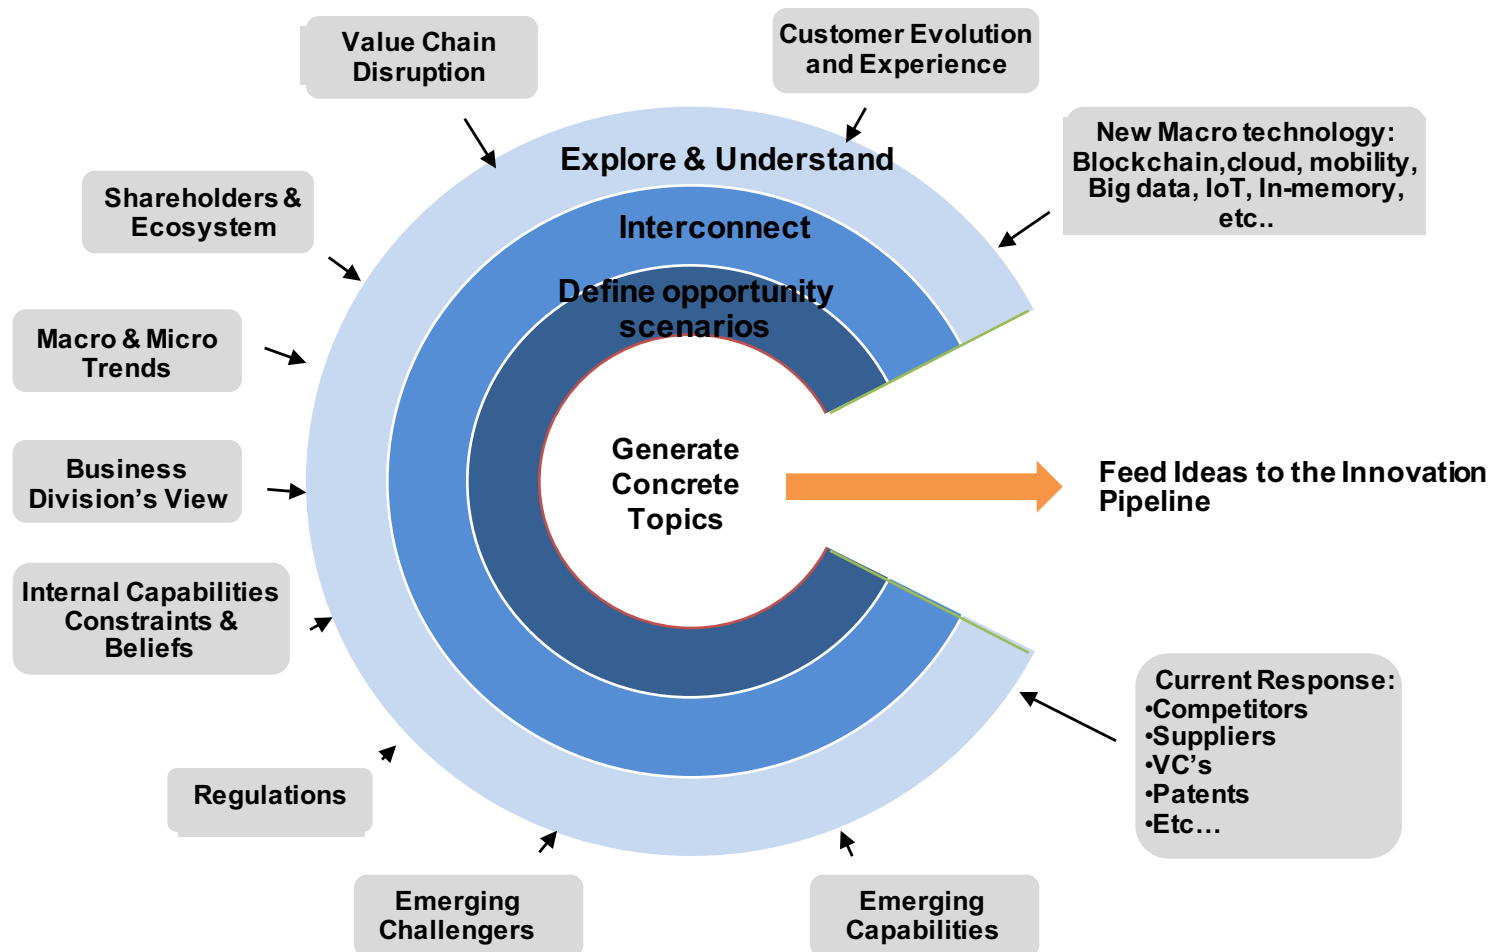 Value Chain
Disruption
Customer Evolution
and Experience
New Macro technology:
Blockchain,cloud, mobility,
Big data, IoT, In-memory,
etc..
Explore & Understand
Shareholders &
Ecosystem
Interconnect
Define opportunity
scenarios
Macro & Micro
Trends
Generate
Concrete
Topics
Feed Ideas to the Innovation
Pipeline
Business
Division’s View
Internal Capabilities
Constraints &
Beliefs
Current Response:
•Competitors
•Suppliers
•VC’s
•Patents
•Etc…
Regulations
Emerging
Challengers
Emerging
Capabilities